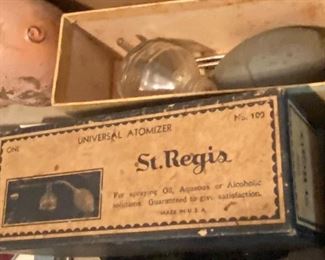 ONE UNIVERSAL ATOMIZER No. 109
St. Regis
For spraying Oil, Aqueous or Alcoholic
solutions. Guaranteed to give satisfaction.
MADE IN U.S.A.